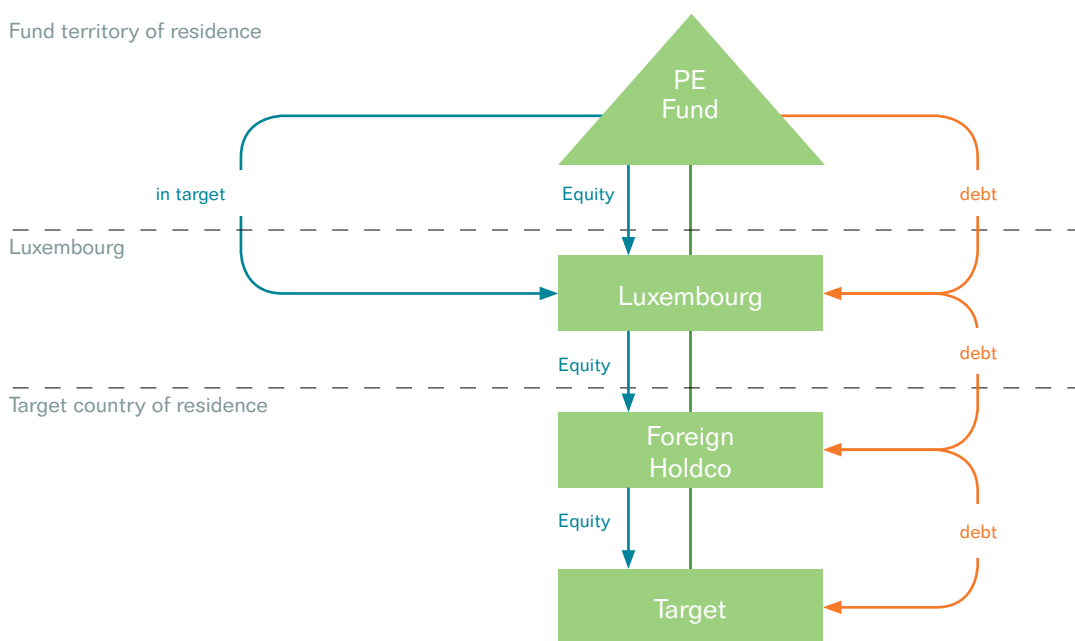 Fund territory of residence
PE
Fund
in target
Equity
debt
Luxembourg
Luxembourg
Equity
debt
Target country of residence
Foreign
Holdco
Equity
debt
Target